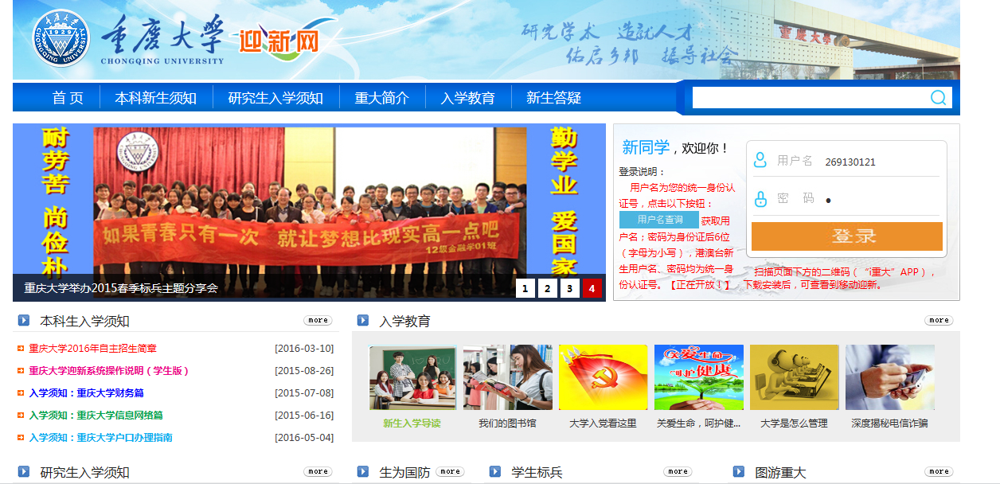 重庆大学 迎新网
CHONGQING UNIVERSITY
1929
研究学术 造就人才
佑启乡邦 振导社会
重庆大学
首 页 本科新生须知 研究生入学须知 重大简介 入学教育 新生答疑
耐劳苦 尚俭朴
勤学业 爱国家
如果青春只有一次 就让梦想比现实高一点吧
12级金融学01班
重庆大学举办2015春季标兵主题分享会
1 2 3 4
新同学，欢迎你！
登录说明：
用户名为您的统一身份认
证号，点击以下按钮：
用户名查询 获取用
户名；密码为身份证后6位
（字母为小写），港澳台新
生用户名、密码均为统一身
份认证号。【正在开放！】
用户名 269130121
密 码 ●
登录
扫描页面下方的二维码（“i重大”APP），
下载安装后，可查看到移动迎新。
本科生入学须知 more
重庆大学2016年自主招生简章 [2016-03-10]
重庆大学迎新系统操作说明（学生版） [2015-08-26]
入学须知：重庆大学财务篇 [2015-07-08]
入学须知：重庆大学信息网络篇 [2015-06-16]
入学须知：重庆大学户口办理指南 [2016-05-04]
入学教育 more
关爱生命
呵护健康
新生入学导读 我们的图书馆 大学入党看这里 关爱生命，呵护健... 大学是怎么管理 深度揭秘电信诈骗
研究生入学须知 more
生为国防 more
学生标兵 more
图游重大 more